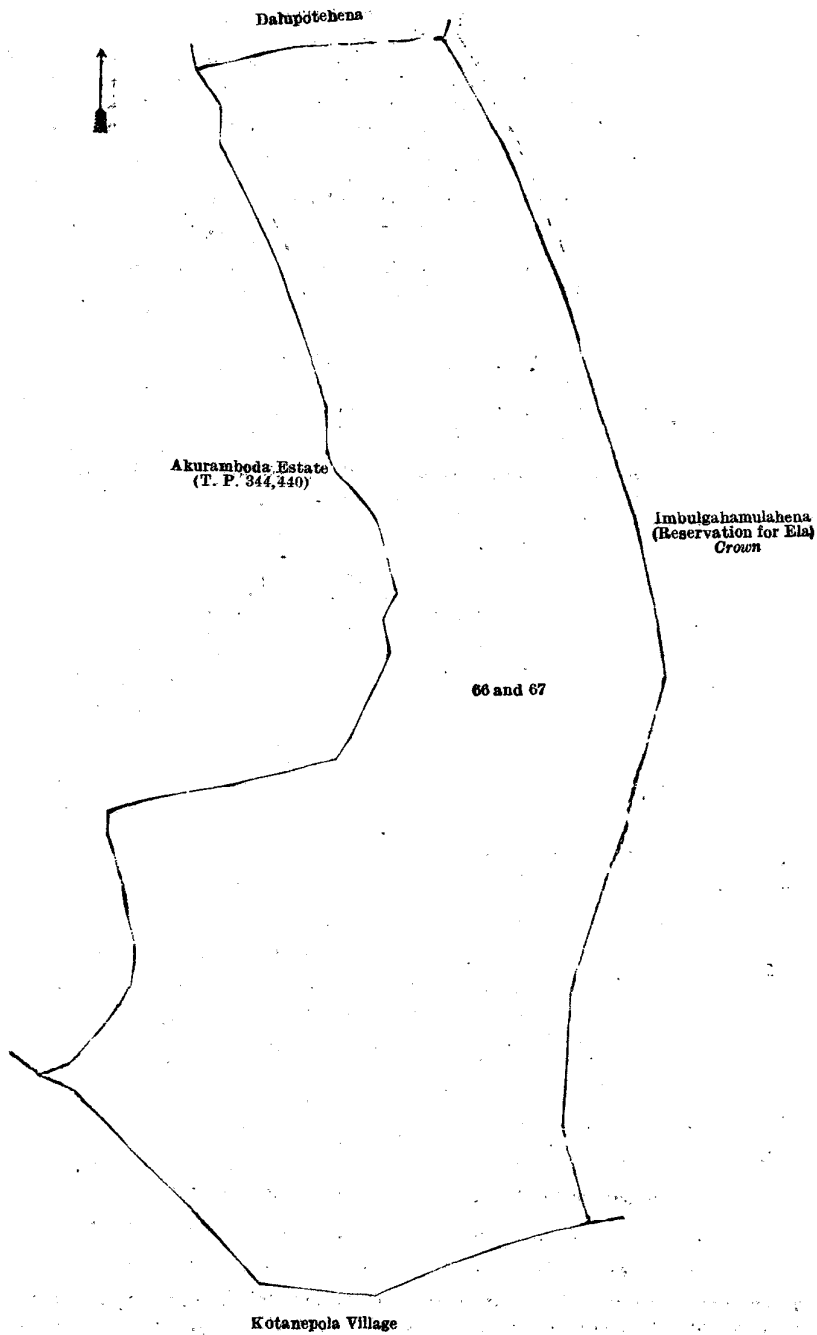 Dalupotehena
Akuramboda Estate
(T. P. 344,440)
Imbulgahamulahena
(Reservation for Ela)
Crown
66 and 67
Kotanepola Village